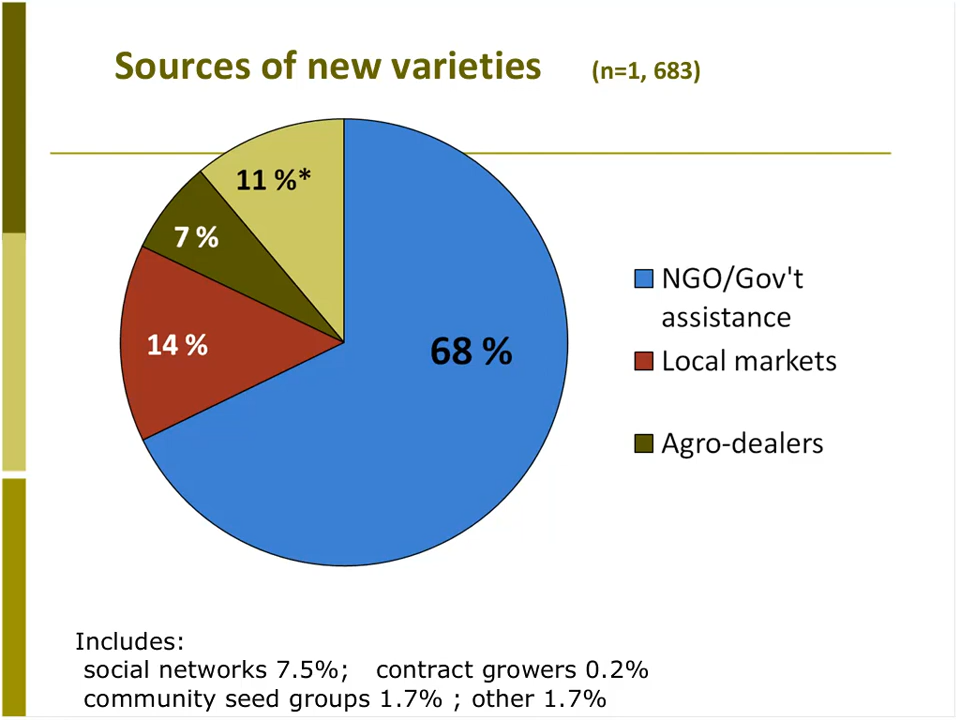 Sources of new varieties (n=1, 683)
11 %*
7 %
14 %
68 %
NGO/Gov't
assistance
Local markets
Agro-dealers
Includes:
social networks 7.5%; contract growers 0.2%
community seed groups 1.7% ; other 1.7%